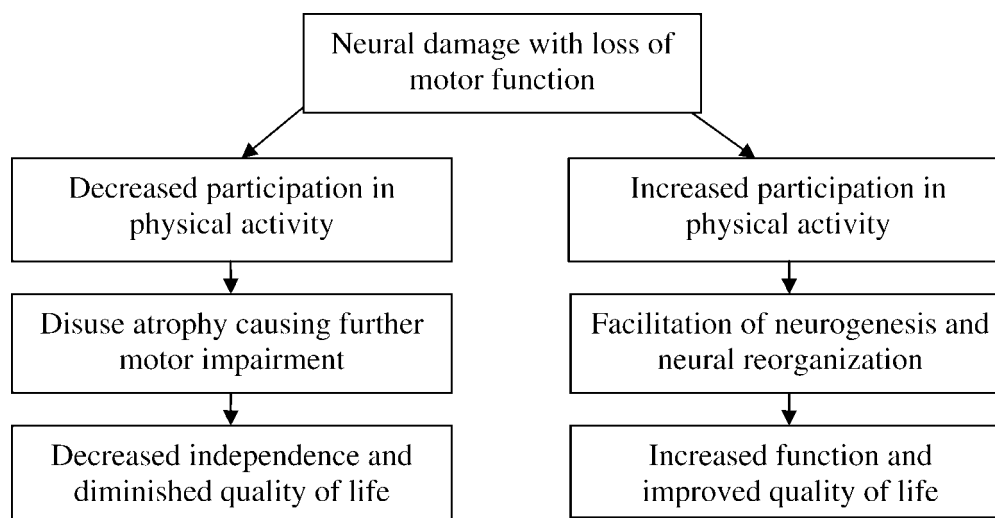 Neural damage with loss of
motor function
Decreased participation in
physical activity
Increased participation in
physical activity
Disuse atrophy causing further
motor impairment
Facilitation of neurogenesis and
neural reorganization
Decreased independence and
diminished quality of life
Increased function and
improved quality of life